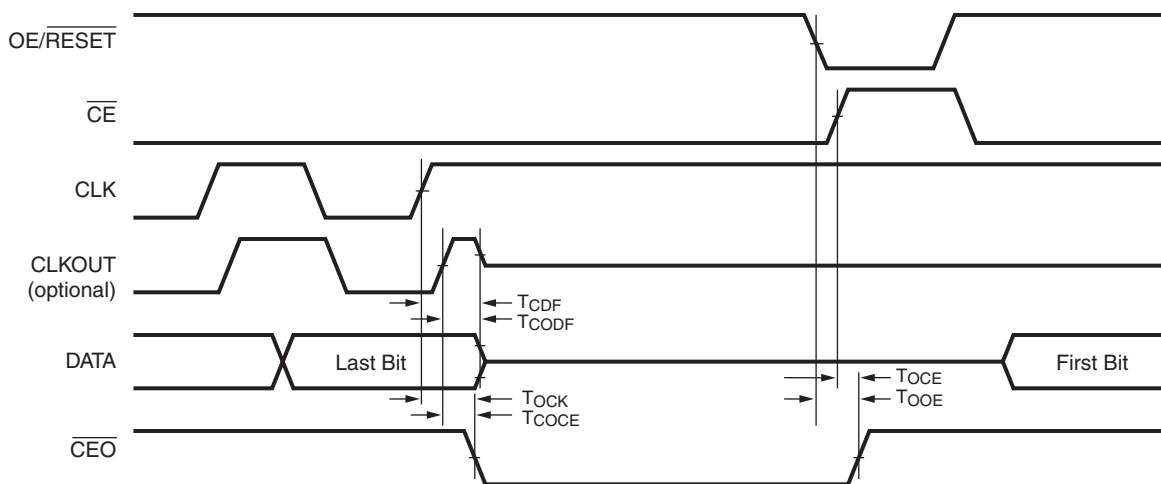 OE/RESET
CE
CLK
CLKOUT
(optional)
TCDF
TCODF
DATA
Last Bit
First Bit
TOCE
TOOE
TOCK
TCOCE
CEO